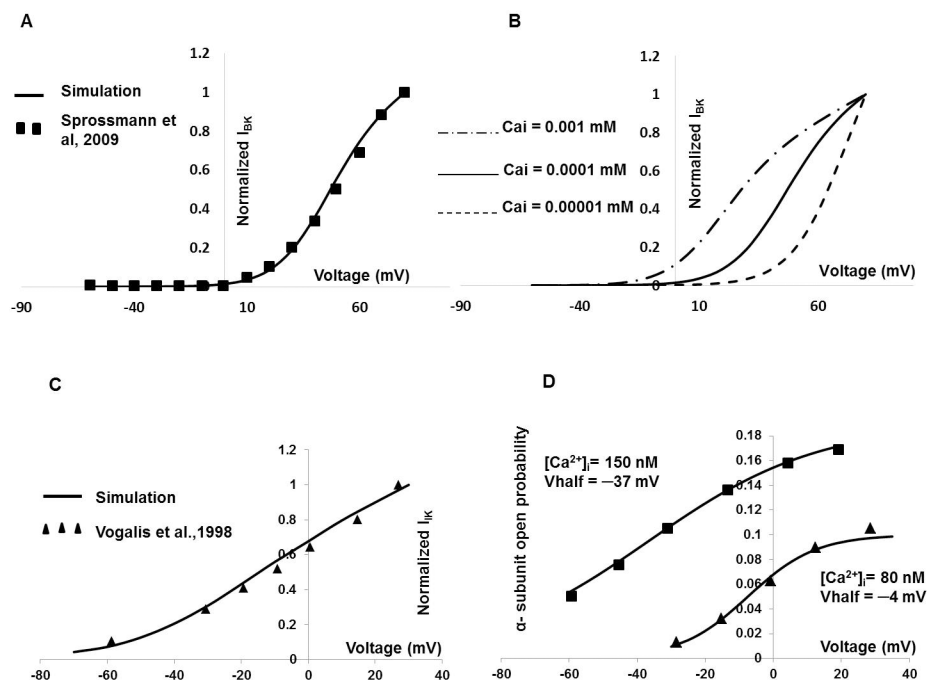 A
1.2
1
0.8
0.6
0.4
0.2
Normalized I_BK
Simulation
Sprossmann
et al, 2009
Voltage (mV)
-90
-40
10
60
B
1.2
1
0.8
0.6
0.4
0.2
0
Normalized I_BK
Cai = 0.001 mM
Cai = 0.0001 mM
Cai = 0.00001 mM
Voltage (mV)
-90
-40
10
60
C
1.2
1
0.8
0.6
0.4
0.2
0
Normalized I_IK
Simulation
Vogalis et al.,1998
Voltage (mV)
-80
-60
-40
-20
0
20
40
D
α- subunit open probability
0.18
0.16
0.14
0.12
0.1
0.08
0.06
0.04
0.02
0
[Ca²⁺]ᵢ= 150 nM
Vhalf = —37 mV
[Ca²⁺]ᵢ= 80 nM
Vhalf = —4 mV
Voltage (mV)
-80
-60
-40
-20
0
20
40